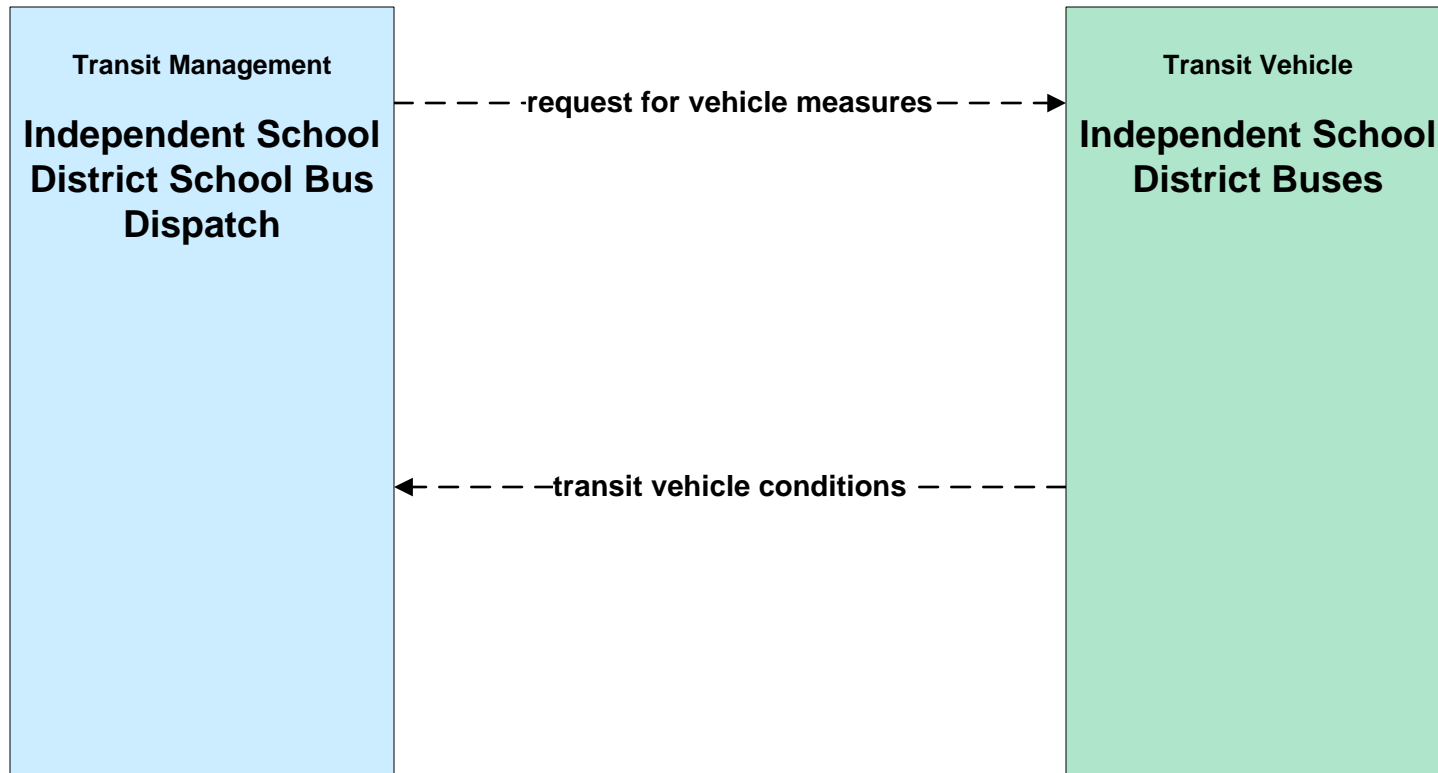 Transit Management
Independent School
District School Bus
Dispatch
request for vehicle measures
transit vehicle conditions
Transit Vehicle
Independent School
District Buses